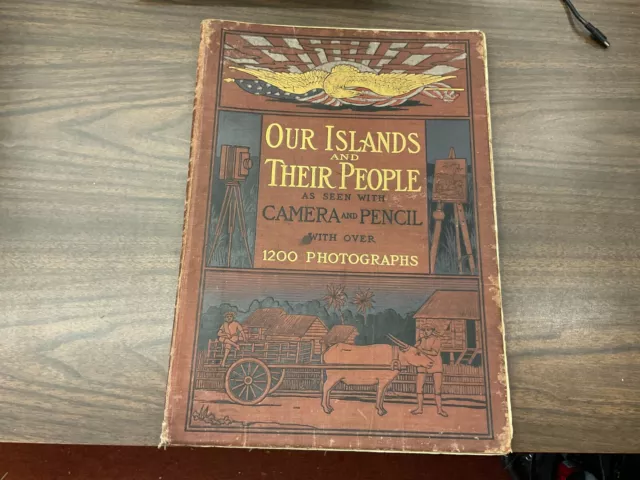 OUR ISLANDS
AND
THEIR PEOPLE
AS SEEN WITH
CAMERA AND PENCIL
WITH OVER
1200 PHOTOGRAPHS